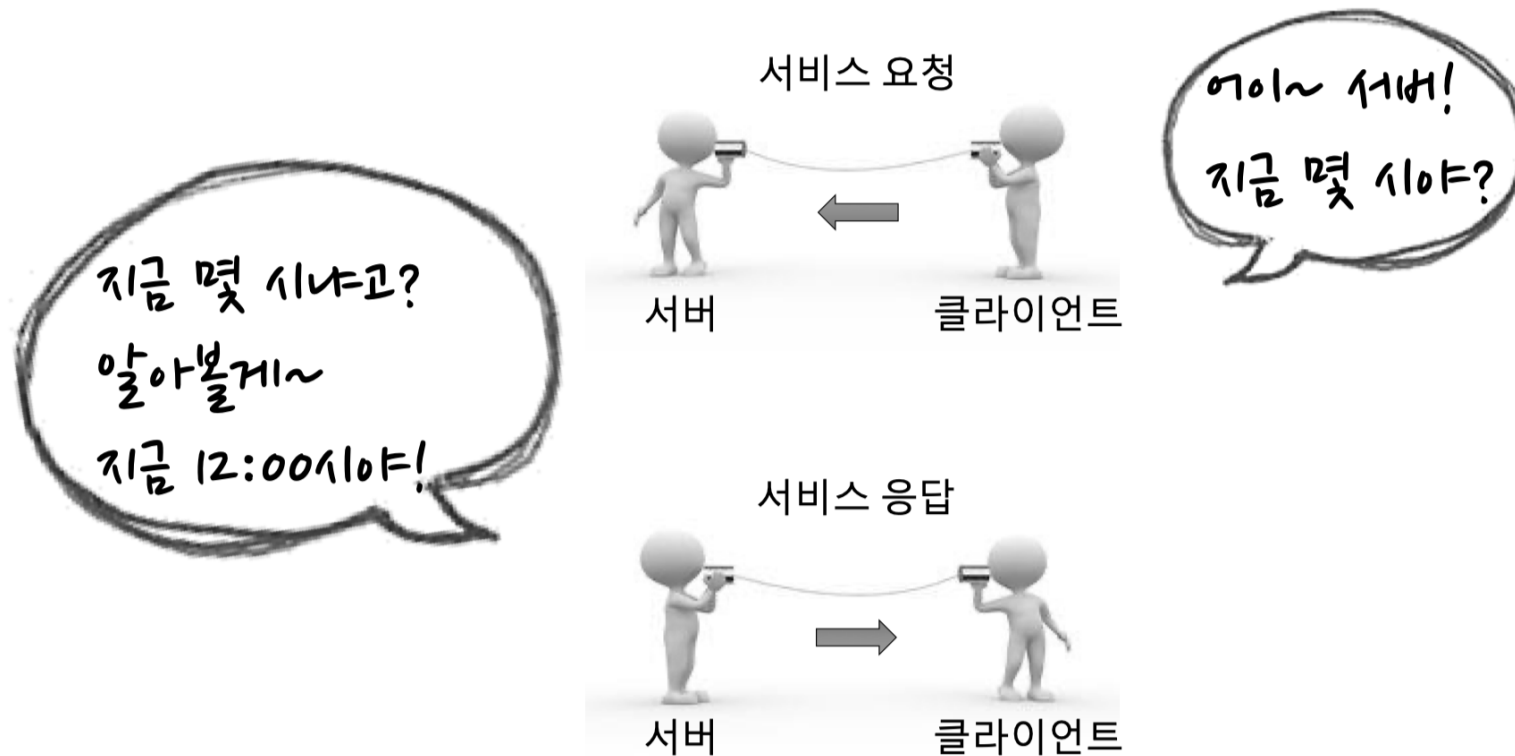 서비스 요청
어이~ 서버!
지금 몇 시야?
서버
클라이언트
지금 몇 시냐고?
알아볼게~
지금 12:00시야!
서비스 응답
서버
클라이언트